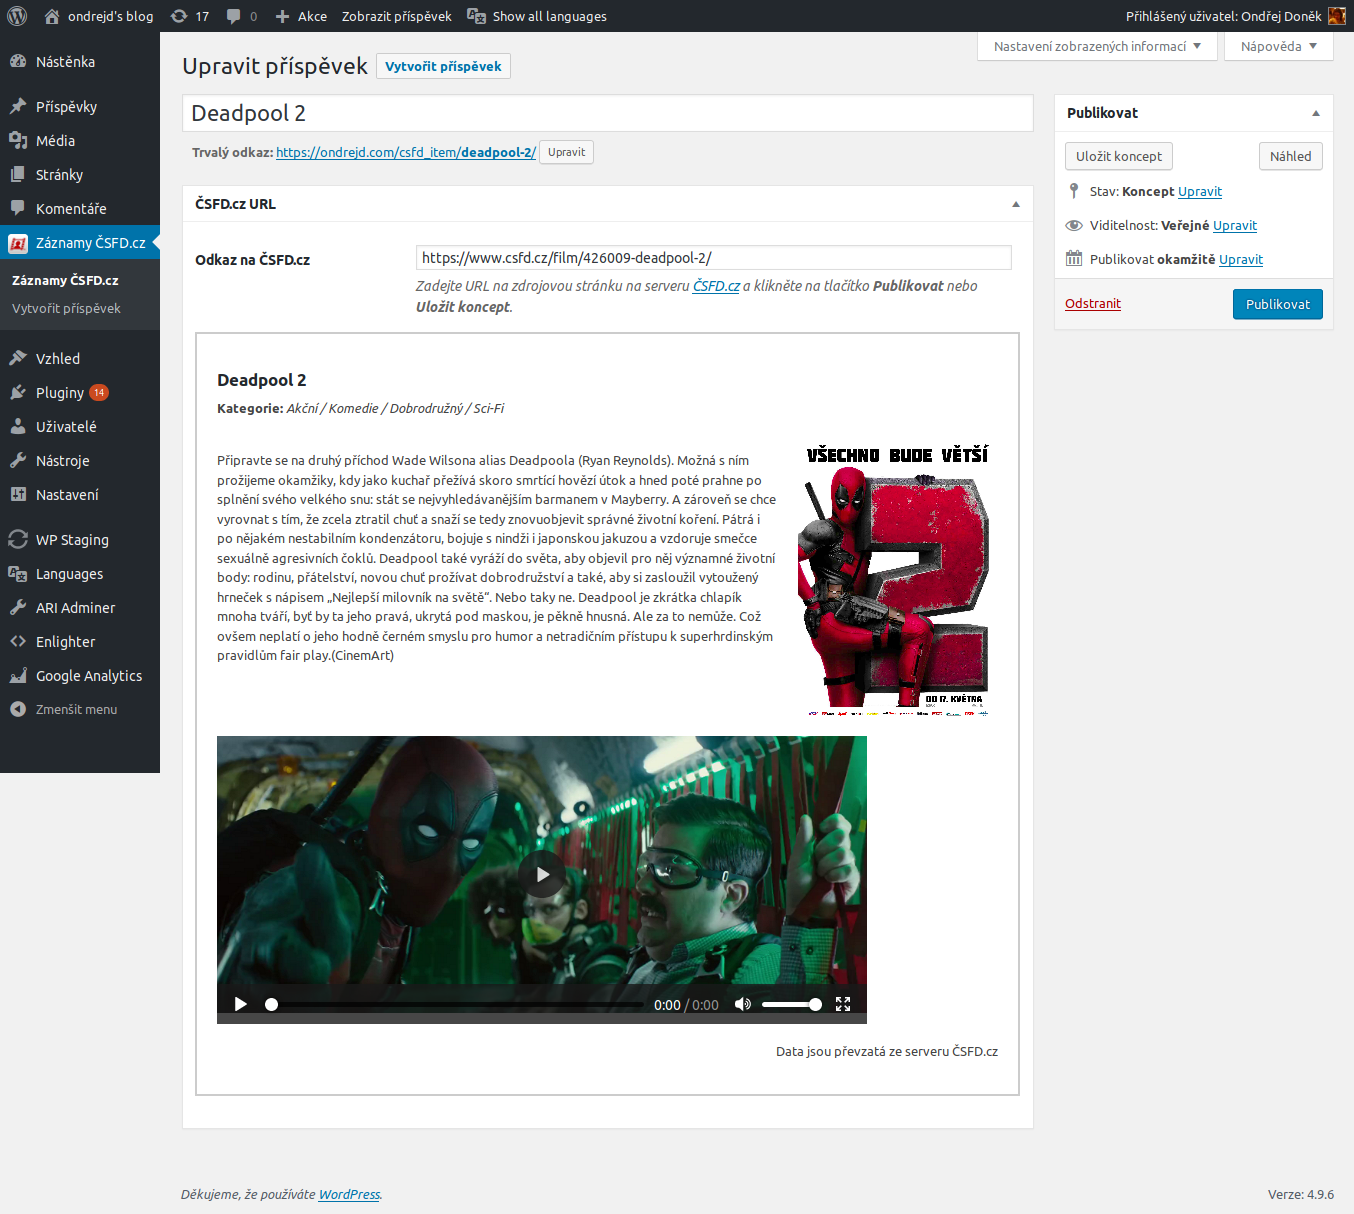 ondrejd's blog 17 0 Akce Zobrazit příspěvek Show all languages Přihlášený uživatel: Ondřej Doněk
Nastavení zobrazených informací Nápověda
Nástěnka
Příspěvky
Média
Stránky
Komentáře
Záznamy ČSFD.cz
Záznamy ČSFD.cz
Vytvořit příspěvek
Vzhled
Pluginy 14
Uživatelé
Nástroje
Nastavení
WP Staging
Languages
ARI Adminer
Enlighter
Google Analytics
Zmenšit menu
Upravit příspěvek Vytvořit příspěvek
Deadpool 2
Trvalý odkaz: https://ondrejd.com/csfd_item/deadpool-2/ Upravit
ČSFD.cz URL
Odkaz na ČSFD.cz https://www.csfd.cz/film/426009-deadpool-2/
Zadejte URL na zdrojovou stránku na serveru ČSFD.cz a klikněte na tlačítko Publikovat nebo
Uložit koncept.
Deadpool 2
Kategorie: Akční / Komedie / Dobrodružný / Sci-Fi
Připravte se na druhý příchod Wade Wilsona alias Deadpoola (Ryan Reynolds). Možná s ním
prožijeme okamžiky, kdy jako kuchař přežívá skoro smrtící hovězí útok a hned poté prahne po
splnění svého velkého snu: stát se nejvyhledávanějším barmanem v Mayberry. A zároveň se chce
vyrovnat s tím, že zcela ztratil chuť a snaží se tedy znovuobjevit správné životní koření. Pátrá i
po nějakém nestabilním kondenzátoru, bojuje s nindži i japonskou jakuzou a vzdoruje smečce
sexuálně agresivních čoklů. Deadpool také vyráží do světa, aby objevil pro něj významné životní
body: rodinu, přátelství, novou chuť prožívat dobrodružství a také, aby si zasloužil vytoužený
hrneček s nápisem „Nejlepší milovník na světě“. Nebo taky ne. Deadpool je zkrátka chlapík
mnoha tváří, byť by ta jeho pravá, ukrytá pod maskou, je pěkně hnusná. Ale za to nemůže. Což
ovšem neplatí o jeho hodně černém smyslu pro humor a netradičním přístupu k superhrdinským
pravidlům fair play.(CinemArt)
VŠECHNO BUDE VĚTŠÍ
2
OD 17. KVĚTNA
0:00 / 0:00
Data jsou převzatá ze serveru ČSFD.cz
Publikovat
Uložit koncept Náhled
Stav: Koncept Upravit
Viditelnost: Veřejné Upravit
Publikovat okamžitě Upravit
Odstranit Publikovat
Děkujeme, že používáte WordPress. Verze: 4.9.6